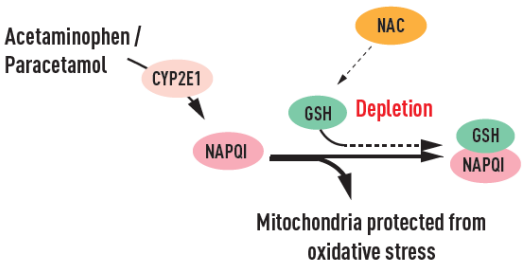 NAC
Acetaminophen /
Paracetamol
CYP2E1
GSH
Depletion
GSH
NAPQI
NAPQI
Mitochondria protected from
oxidative stress